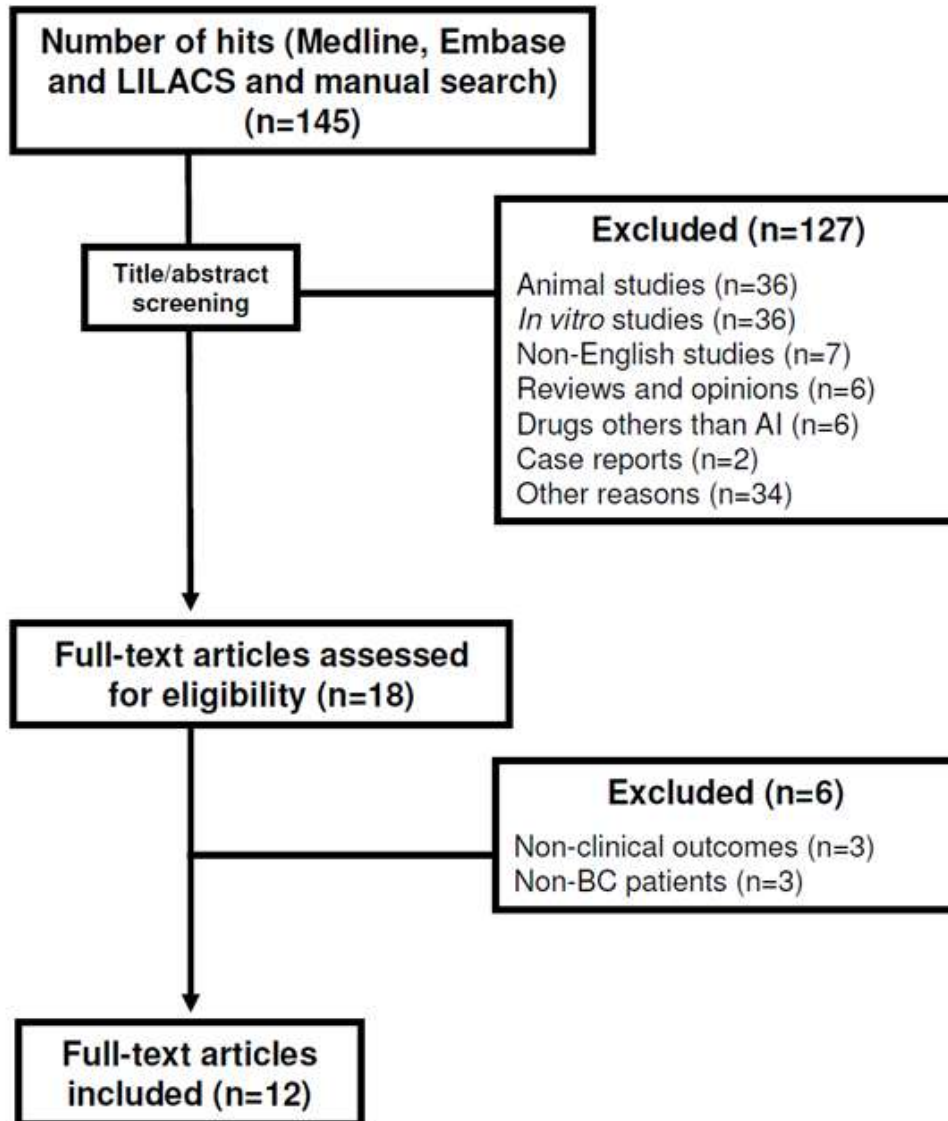 Number of hits (Medline, Embase
and LILACS and manual search)
(n=145)
Title/abstract
screening
Excluded (n=127)
Animal studies (n=36)
In vitro studies (n=36)
Non-English studies (n=7)
Reviews and opinions (n=6)
Drugs others than AI (n=6)
Case reports (n=2)
Other reasons (n=34)
Full-text articles assessed
for eligibility (n=18)
Excluded (n=6)
Non-clinical outcomes (n=3)
Non-BC patients (n=3)
Full-text articles
included (n=12)